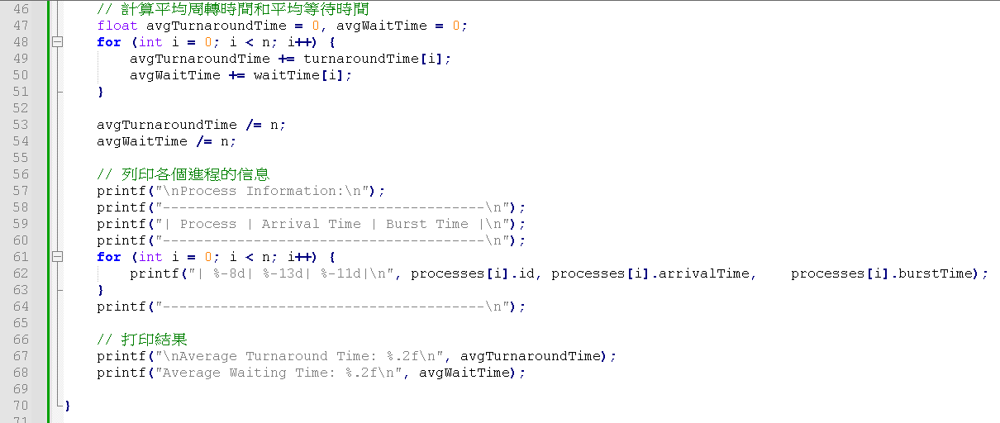 46 // 計算平均周轉時間和平均等待時間
47 float avgTurnaroundTime = 0, avgWaitTime = 0;
48 for (int i = 0; i < n; i++) {
49 avgTurnaroundTime += turnaroundTime[i];
50 avgWaitTime += waitTime[i];
51 }
52
53 avgTurnaroundTime /= n;
54 avgWaitTime /= n;
55
56 // 列印各個進程的信息
57 printf("\nProcess Information:\n");
58 printf("---------------------------------------\n");
59 printf("| Process | Arrival Time | Burst Time |\n");
60 printf("---------------------------------------\n");
61 for (int i = 0; i < n; i++) {
62 printf("| %-8d| %-13d| %-11d|\n", processes[i].id, processes[i].arrivalTime,    processes[i].burstTime);
63 }
64 printf("---------------------------------------\n");
65
66 // 打印結果
67 printf("\nAverage Turnaround Time: %.2f\n", avgTurnaroundTime);
68 printf("Average Waiting Time: %.2f\n", avgWaitTime);
69
70 }
71